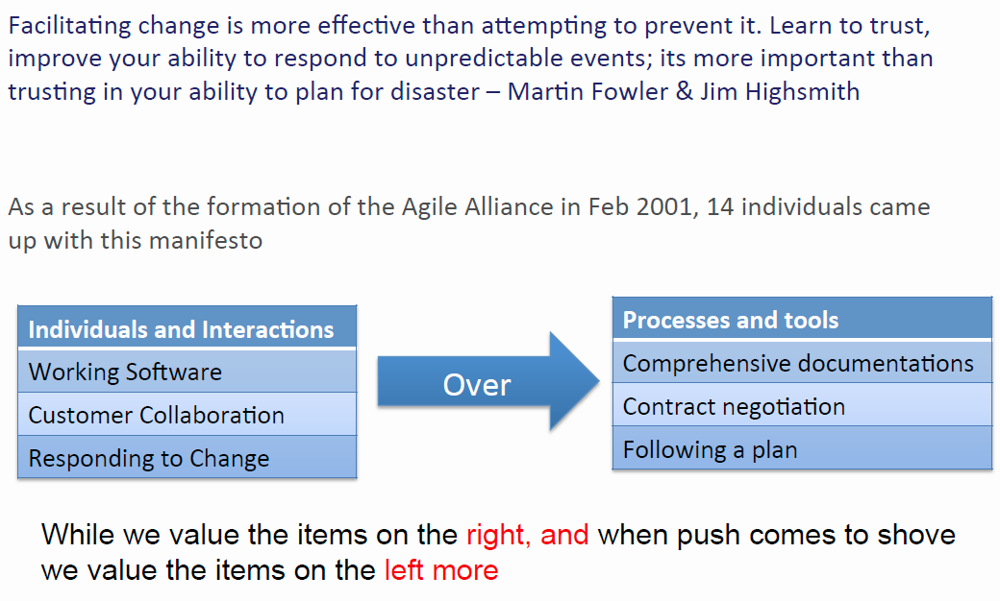 Facilitating change is more effective than attempting to prevent it. Learn to trust,
improve your ability to respond to unpredictable events; its more important than
trusting in your ability to plan for disaster – Martin Fowler & Jim Highsmith
As a result of the formation of the Agile Alliance in Feb 2001, 14 individuals came
up with this manifesto
Individuals and Interactions
Working Software
Customer Collaboration
Responding to Change
Over
Processes and tools
Comprehensive documentations
Contract negotiation
Following a plan
While we value the items on the right, and when push comes to shove
we value the items on the left more